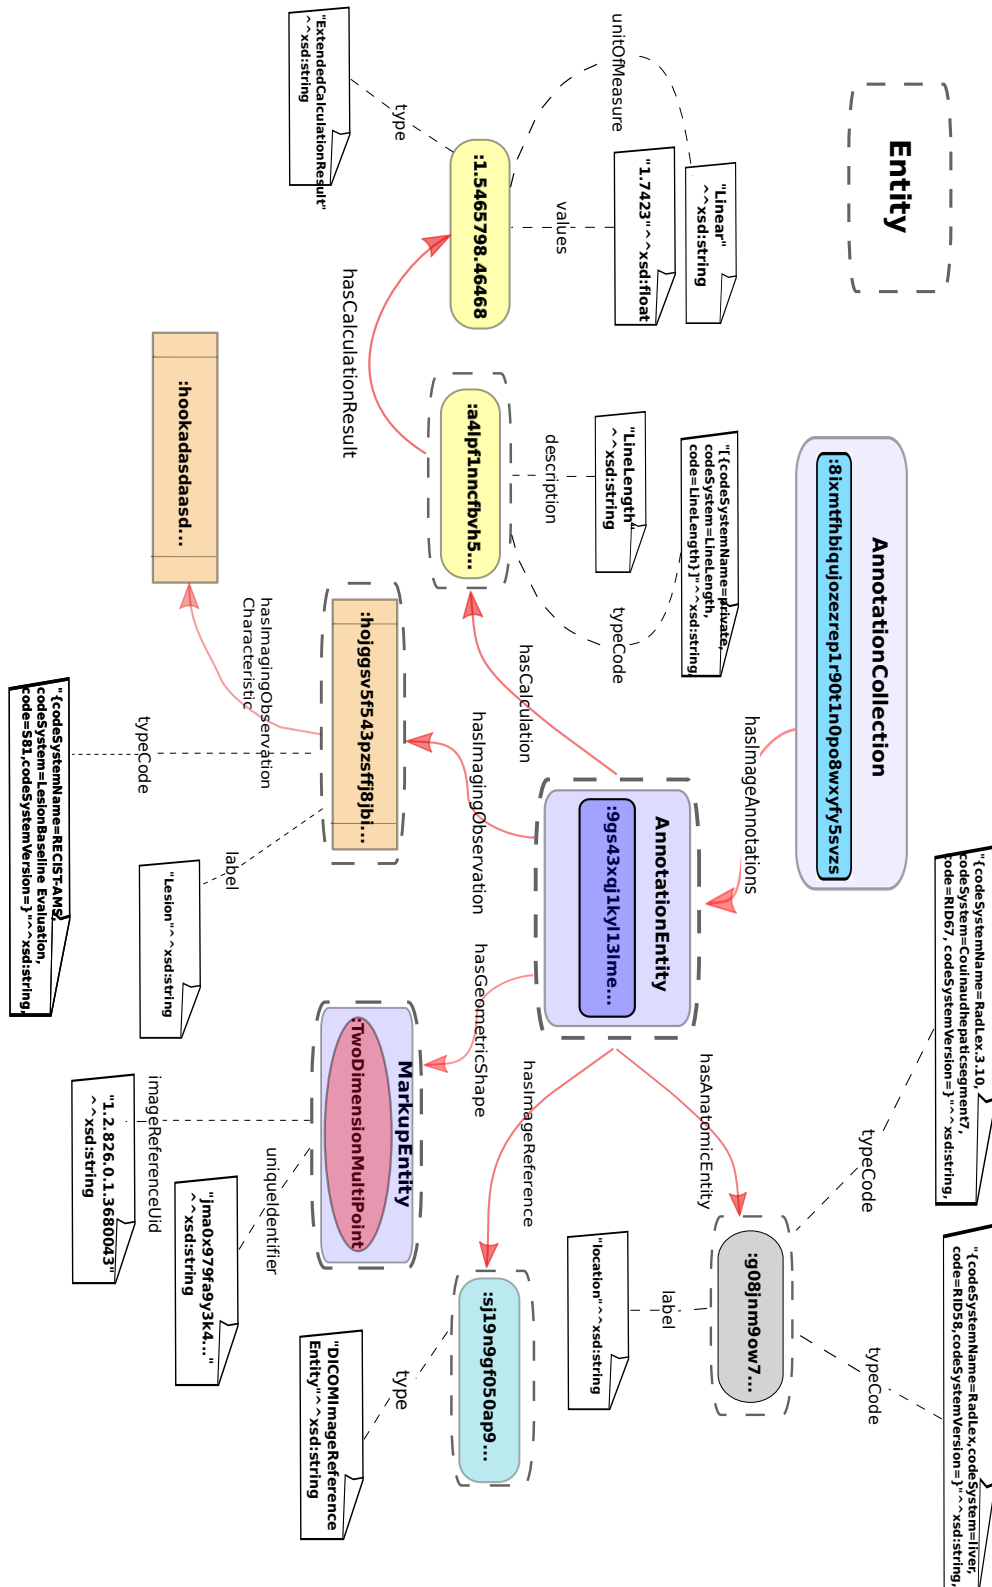 Entity
AnnotationCollection
:8ixmtfhbiqujozezrep1r90t1n0po8wxyfy5svzs
hasImageAnnotations
"Linear"
^^xsd:string
unitOfMeasure
"1.7423"^^xsd:float
values
:1.5465798.46468
type
"ExtendedCalculationResult"
^^xsd:string
hasCalculationResult
"[{codeSystemName=private,
codeSystem=LineLength,
code=LineLength}]"^^xsd:string,
typeCode
"LineLength"
^^xsd:string
description
:a4lpf1nncfbvh5...
hasCalculation
AnnotationEntity
:9gs43xqj1kyl13lme...
hasImagingObservation
:hojggsv5f543pzsffj8jbi...
hasImagingObservation
Characteristic
:hookadasdaasd...
typeCode
"{codeSystemName=RECIST-AMS,
codeSystem=LesionBaseline Evaluation,
code=S81,codeSystemVersion=}"^^xsd:string,
label
"Lesion"^^xsd:string
hasGeometricShape
MarkupEntity
:TwoDimensionMultiPoint
imageReferenceUid
"1.2.826.0.1.3680043"
^^xsd:string
uniqueIdentifier
"jma0x979fa9y3k4..."
^^xsd:string
hasImageReference
:sj19n9gf050ap9...
type
"DICOMImageReference
Entity"^^xsd:string
hasAnatomicEntity
:g08jnm9ow7...
label
"location"^^xsd:string
typeCode
"{codeSystemName=RadLex.3.10,
codeSystem=Couinaudhepaticsegment7,
code=RID67, codeSystemVersion=}"^^xsd:string,
typeCode
"{codeSystemName=RadLex,codeSystem=liver,
code=RID58,codeSystemVersion=}"^^xsd:string,